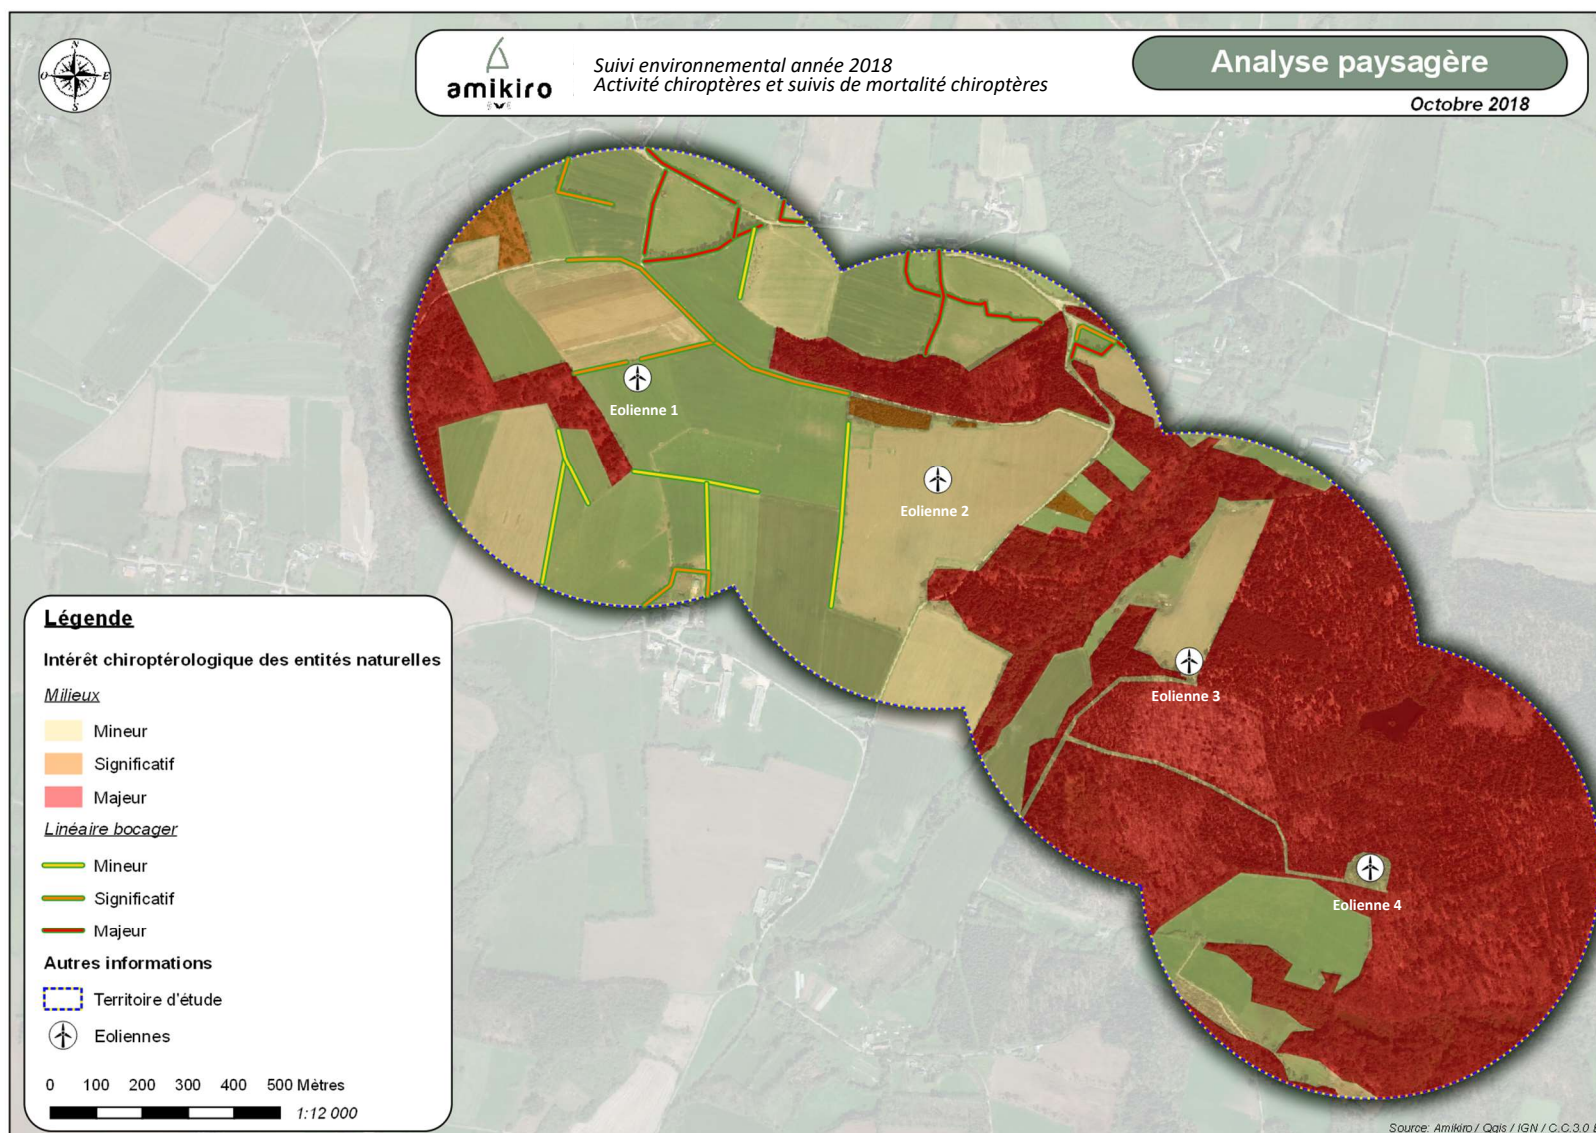 N
O
E
S
amikiro
Suivi environnemental année 2018
Activité chiroptères et suivis de mortalité chiroptères
Analyse paysagère
Octobre 2018
Eolienne 1
Eolienne 2
Eolienne 3
Eolienne 4
Légende
Intérêt chiroptérologique des entités naturelles
Milieux
Mineur
Significatif
Majeur
Linéaire bocager
Mineur
Significatif
Majeur
Autres informations
Territoire d'étude
Eoliennes
0 100 200 300 400 500 Mètres
1:12 000
Source: Amikiro / Qgis / IGN / C.C.3.0